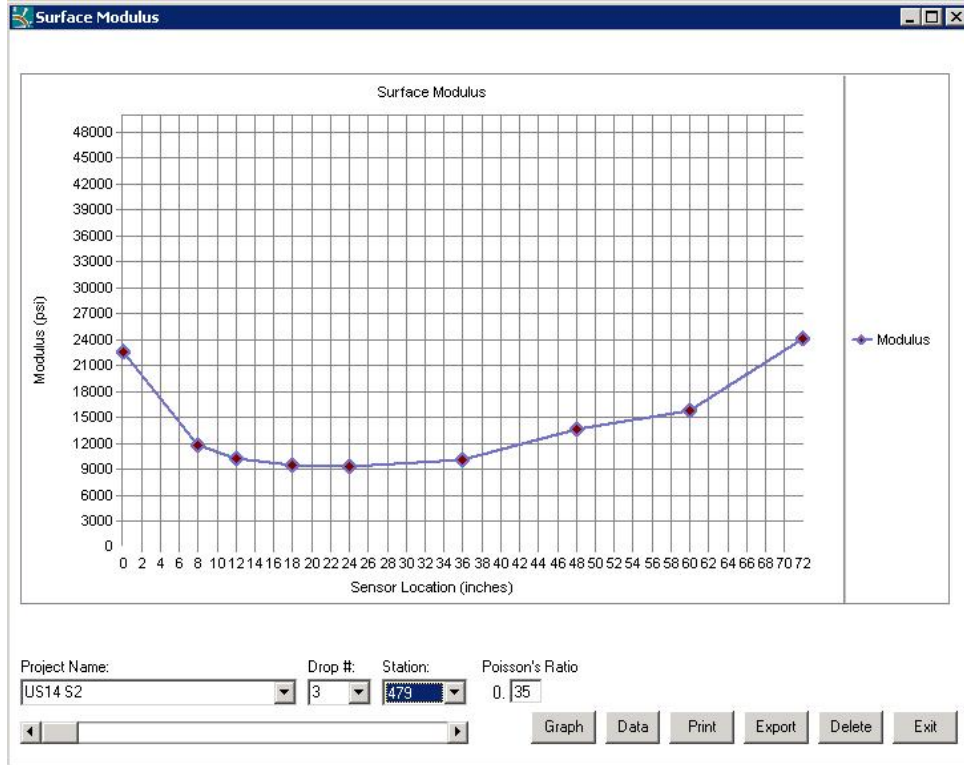 Surface Modulus
Surface Modulus
48000
45000
42000
39000
36000
33000
30000
27000
24000
21000
18000
15000
12000
9000
6000
3000
0
Modulus (psi)
Modulus
0 2 4 6 8 10 12 14 16 18 20 22 24 26 28 30 32 34 36 38 40 42 44 46 48 50 52 54 56 58 60 62 64 66 68 70 72
Sensor Location (inches)
Project Name: Drop #: Station: Poisson's Ratio
US14 S2 3 479 0. 35
Graph Data Print Export Delete Exit